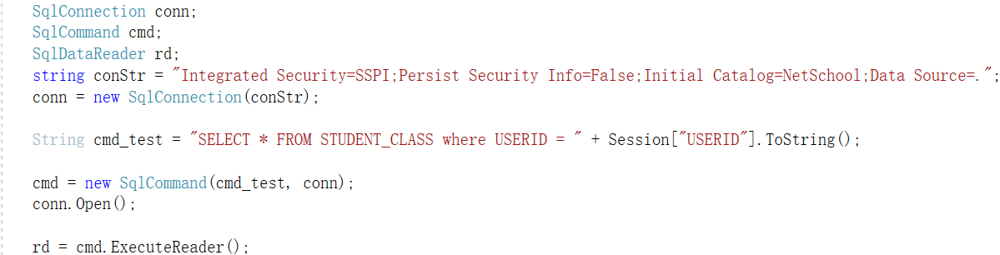 SqlConnection conn;
SqlCommand cmd;
SqlDataReader rd;
string conStr = "Integrated Security=SSPI;Persist Security Info=False;Initial Catalog=NetSchool;Data Source=.";
conn = new SqlConnection(conStr);
String cmd_test = "SELECT * FROM STUDENT_CLASS where USERID = " + Session["USERID"].ToString();
cmd = new SqlCommand(cmd_test, conn);
conn.Open();
rd = cmd.ExecuteReader();